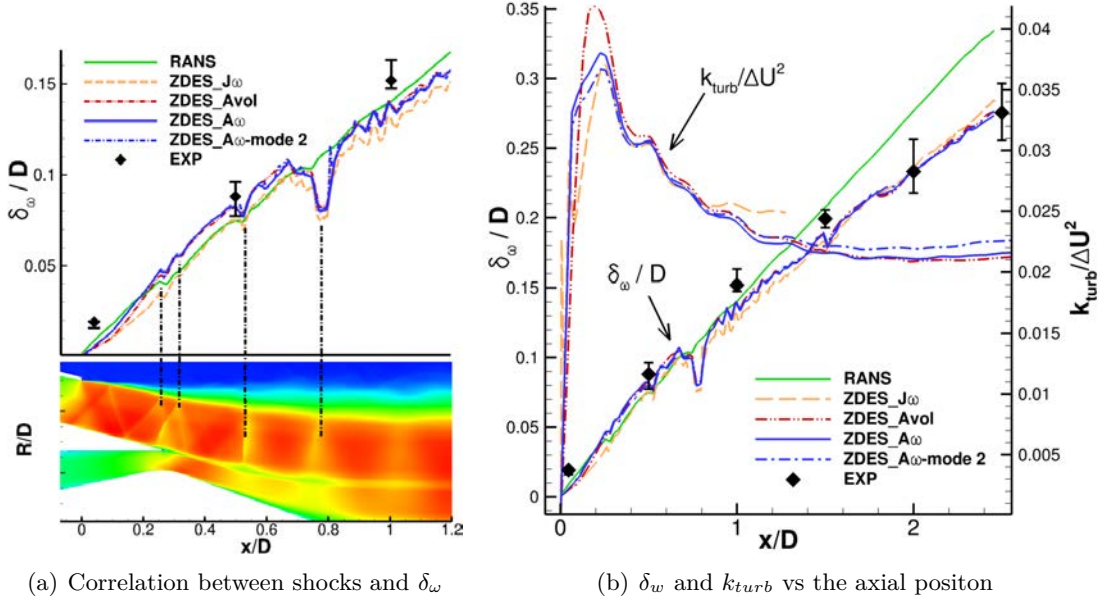 δω / D
0.15
0.1
0.05
RANS
ZDES_Jω
ZDES_Avol
ZDES_Aω
ZDES_Aω-mode 2
EXP
R/D
0 0.2 0.4 0.6 0.8 1 1.2
x/D
(a) Correlation between shocks and δω
δω / D
0.35
0.3
0.25
0.2
0.15
0.1
0.05
0
k_turb/ΔU²
δω / D
RANS
ZDES_Jω
ZDES_Avol
ZDES_Aω
ZDES_Aω-mode 2
EXP
0 1 2
x/D
0.04
0.035
0.03
0.025
0.02
0.015
0.01
0.005
k_turb/ΔU²
(b) δw and k_turb vs the axial positon